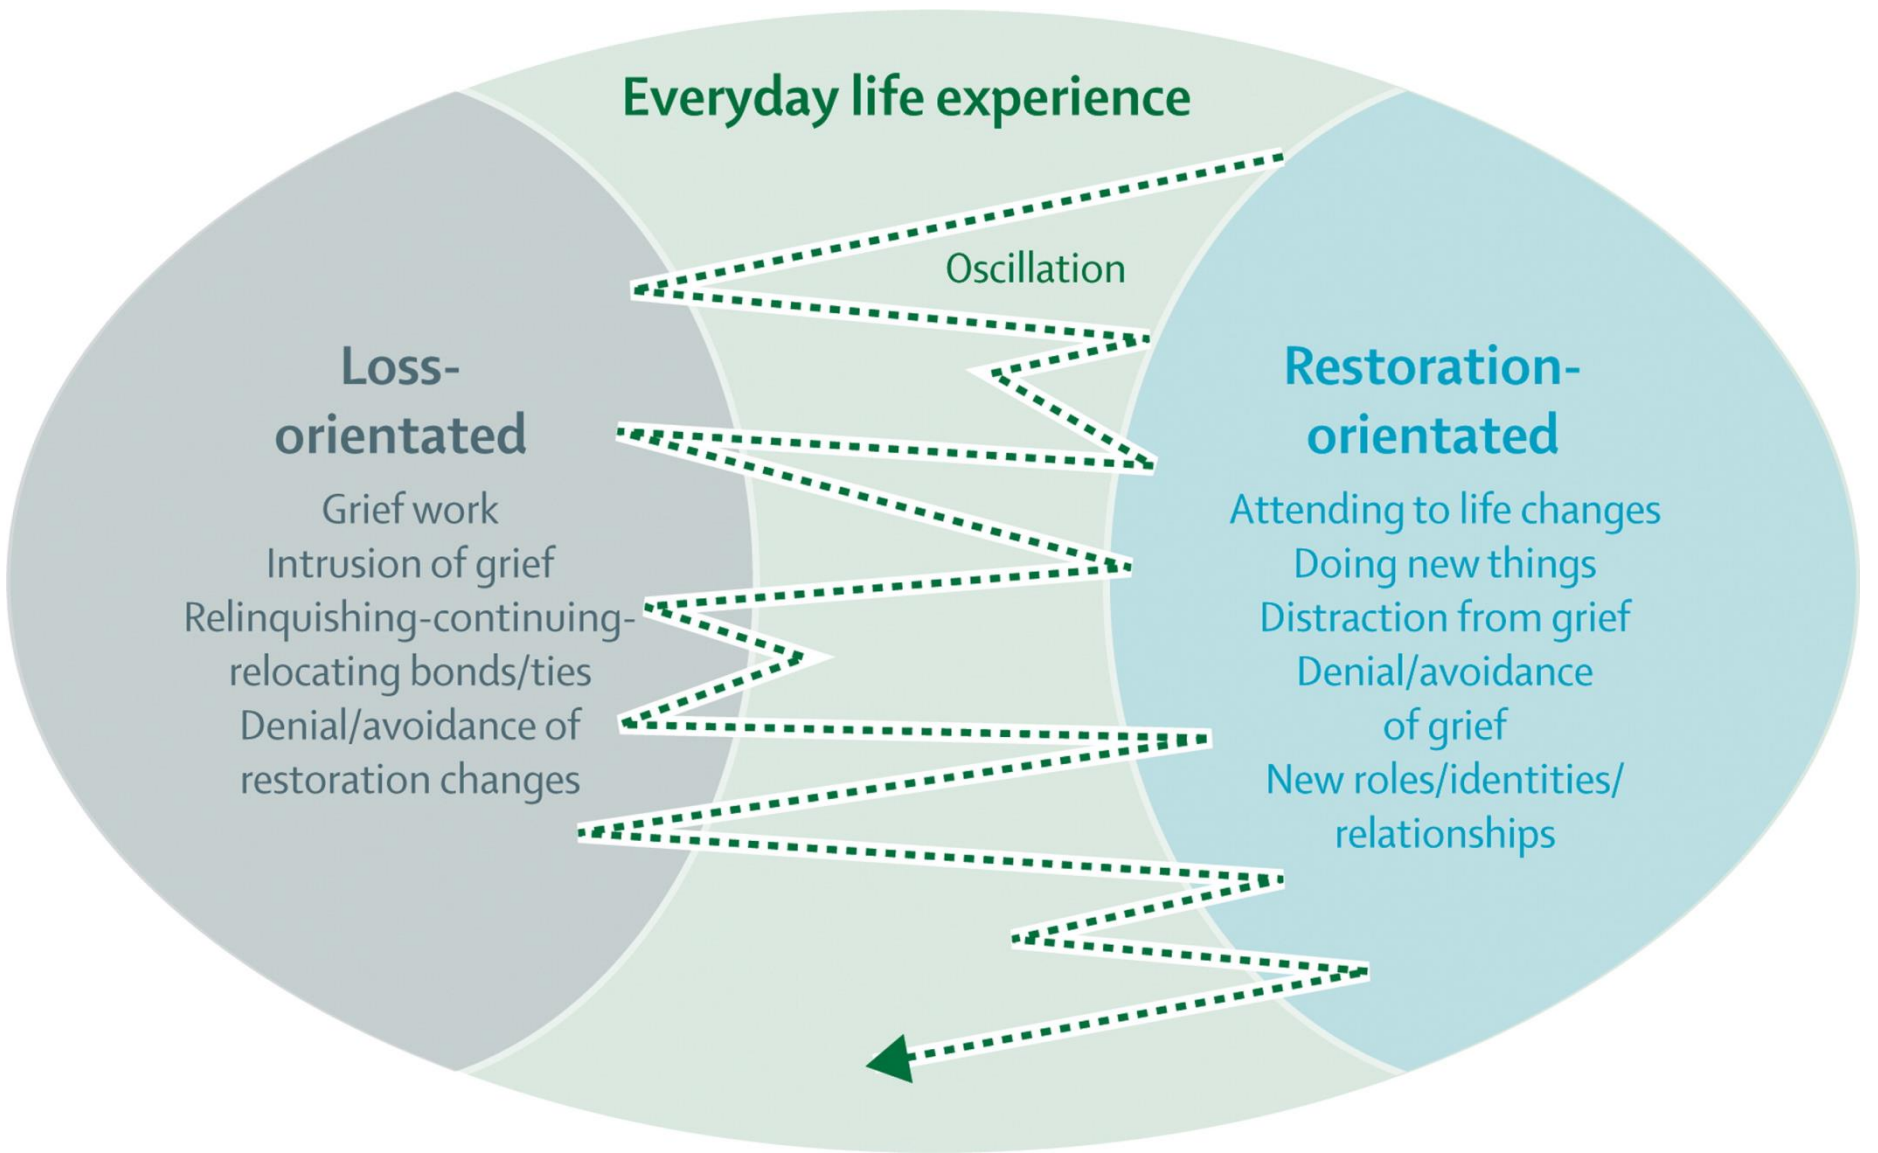 Everyday life experience
Oscillation
Loss-
orientated
Grief work
Intrusion of grief
Relinquishing-continuing-
relocating bonds/ties
Denial/avoidance of
restoration changes
Restoration-
orientated
Attending to life changes
Doing new things
Distraction from grief
Denial/avoidance
of grief
New roles/identities/
relationships